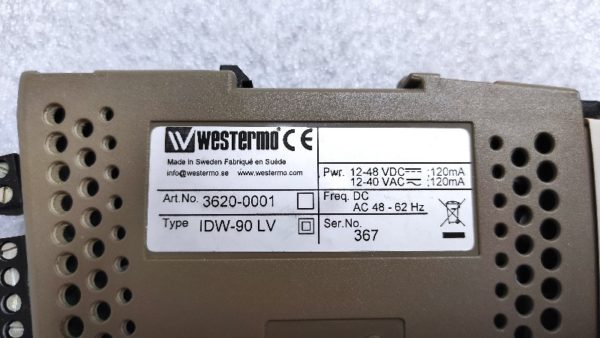 Westermo CE
Made in Sweden Fabriqué en Suède
info@westermo.se www.westermo.com
Art.No. 3620-0001
Type IDW-90 LV
Pwr. 12-48 VDC⎓ :120mA
12-40 VAC ~ :120mA
Freq. DC
AC 48 - 62 Hz
Ser.No.
367